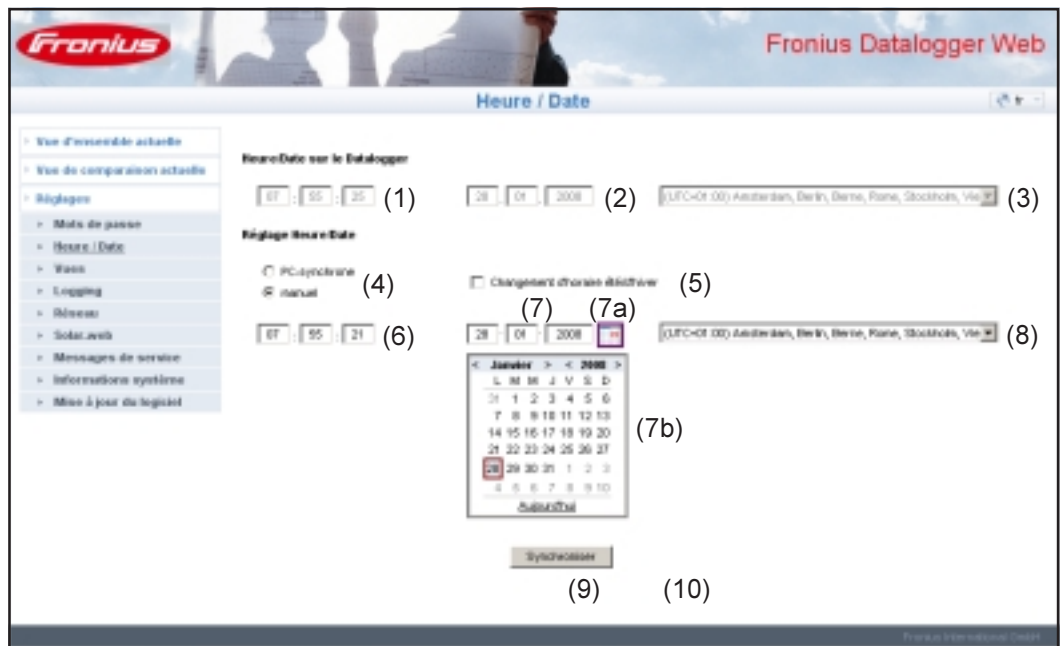 Fronius
Fronius Datalogger Web
Heure / Date
fr
Vue d'ensemble actuelle
Vue de comparaison actuelle
Réglages
Mots de passe
Heure / Date
Vues
Logging
Réseau
Solar.web
Messages de service
Informations système
Mise à jour du logiciel
Heure/Date sur le Datalogger
07 : 55 : 25 (1) 28 . 01 . 2008 (2) (UTC+01:00) Amsterdam, Berlin, Berne, Rome, Stockholm, Vie (3)
Réglage Heure/Date
PC-synchrone
manuel (4)
Changement d'horaire été/hiver (5)
(7) (7a)
07 : 55 : 21 (6) 28 . 01 . 2008 (UTC+01:00) Amsterdam, Berlin, Berne, Rome, Stockholm, Vie (8)
< Janvier > < 2008 >
L M M J V S D
31 1 2 3 4 5 6
7 8 9 10 11 12 13
14 15 16 17 18 19 20
(7b)
21 22 23 24 25 26 27
28 29 30 31 1 2 3
4 5 6 7 8 9 10
Aujourd'hui
Synchroniser
(9) (10)
Fronius International GmbH